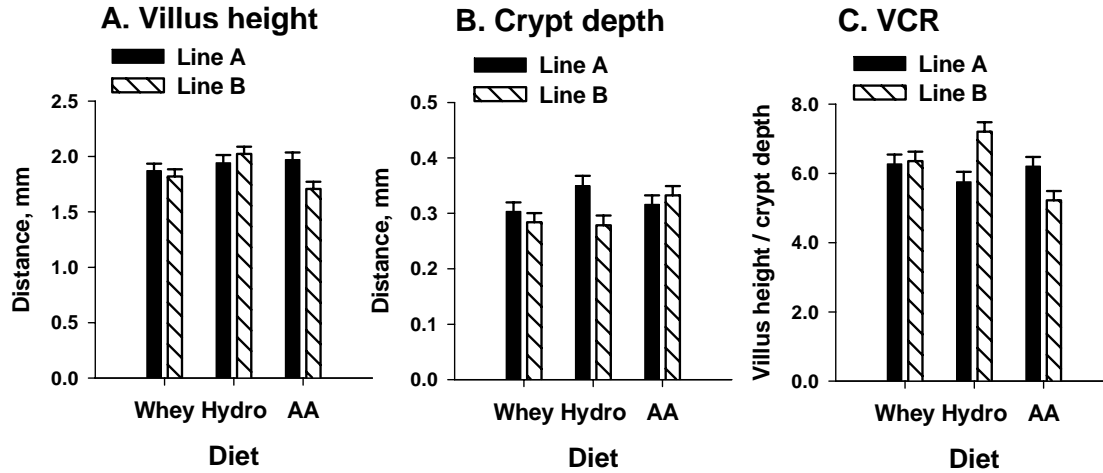 A. Villus height
Line A
Line B
2.5
2.0
1.5
1.0
0.5
0.0
Distance, mm
Whey Hydro AA
Diet
B. Crypt depth
Line A
Line B
0.5
0.4
0.3
0.2
0.1
0.0
Distance, mm
Whey Hydro AA
Diet
C. VCR
Line A
Line B
8.0
6.0
4.0
2.0
0.0
Villus height / crypt depth
Whey Hydro AA
Diet